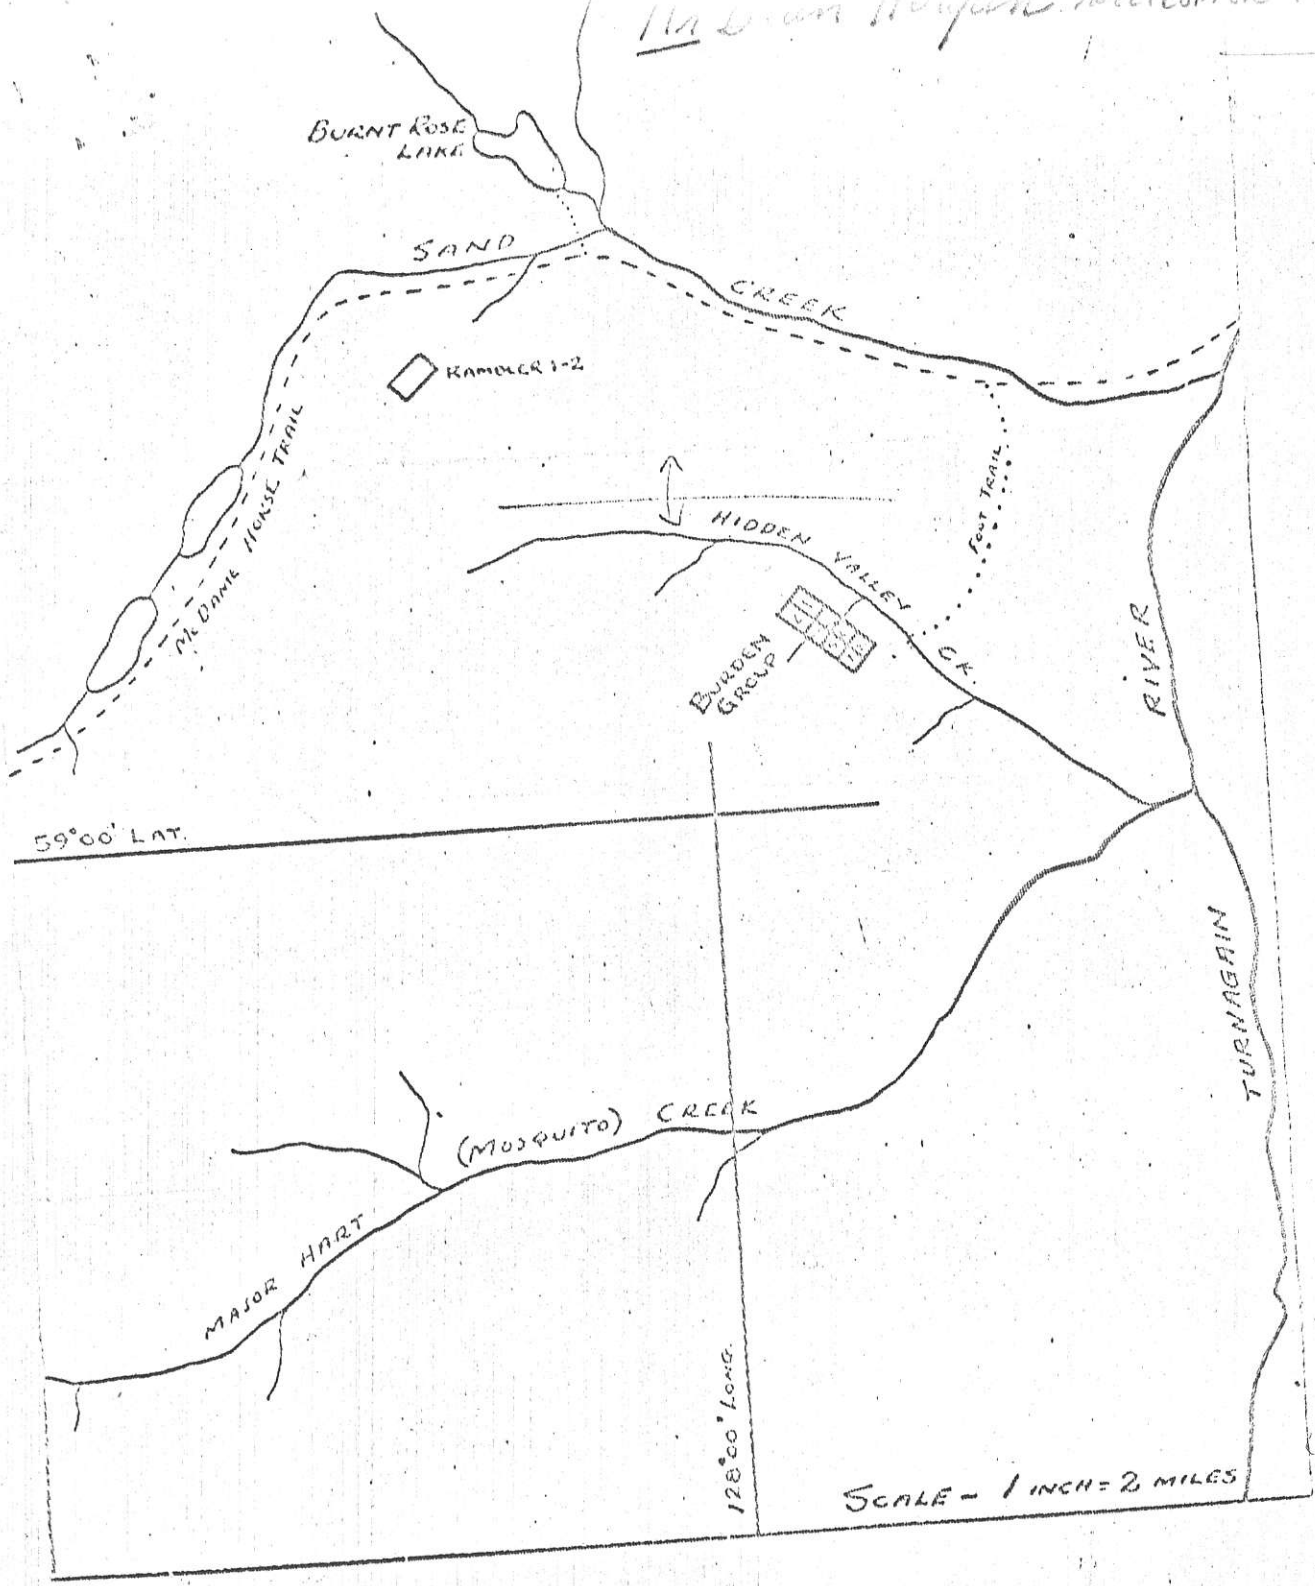 BURNT ROSE
LAKE
SAND CREEK
RAMBLER 1-2
McDAME HORSE TRAIL
FOOT TRAIL
HIDDEN VALLEY CK.
BURDEN
GROUP
RIVER
59°00' LAT.
TURNAGAIN
MAJOR HART (MOSQUITO) CREEK
128°00' LONG.
SCALE - 1 INCH = 2 MILES